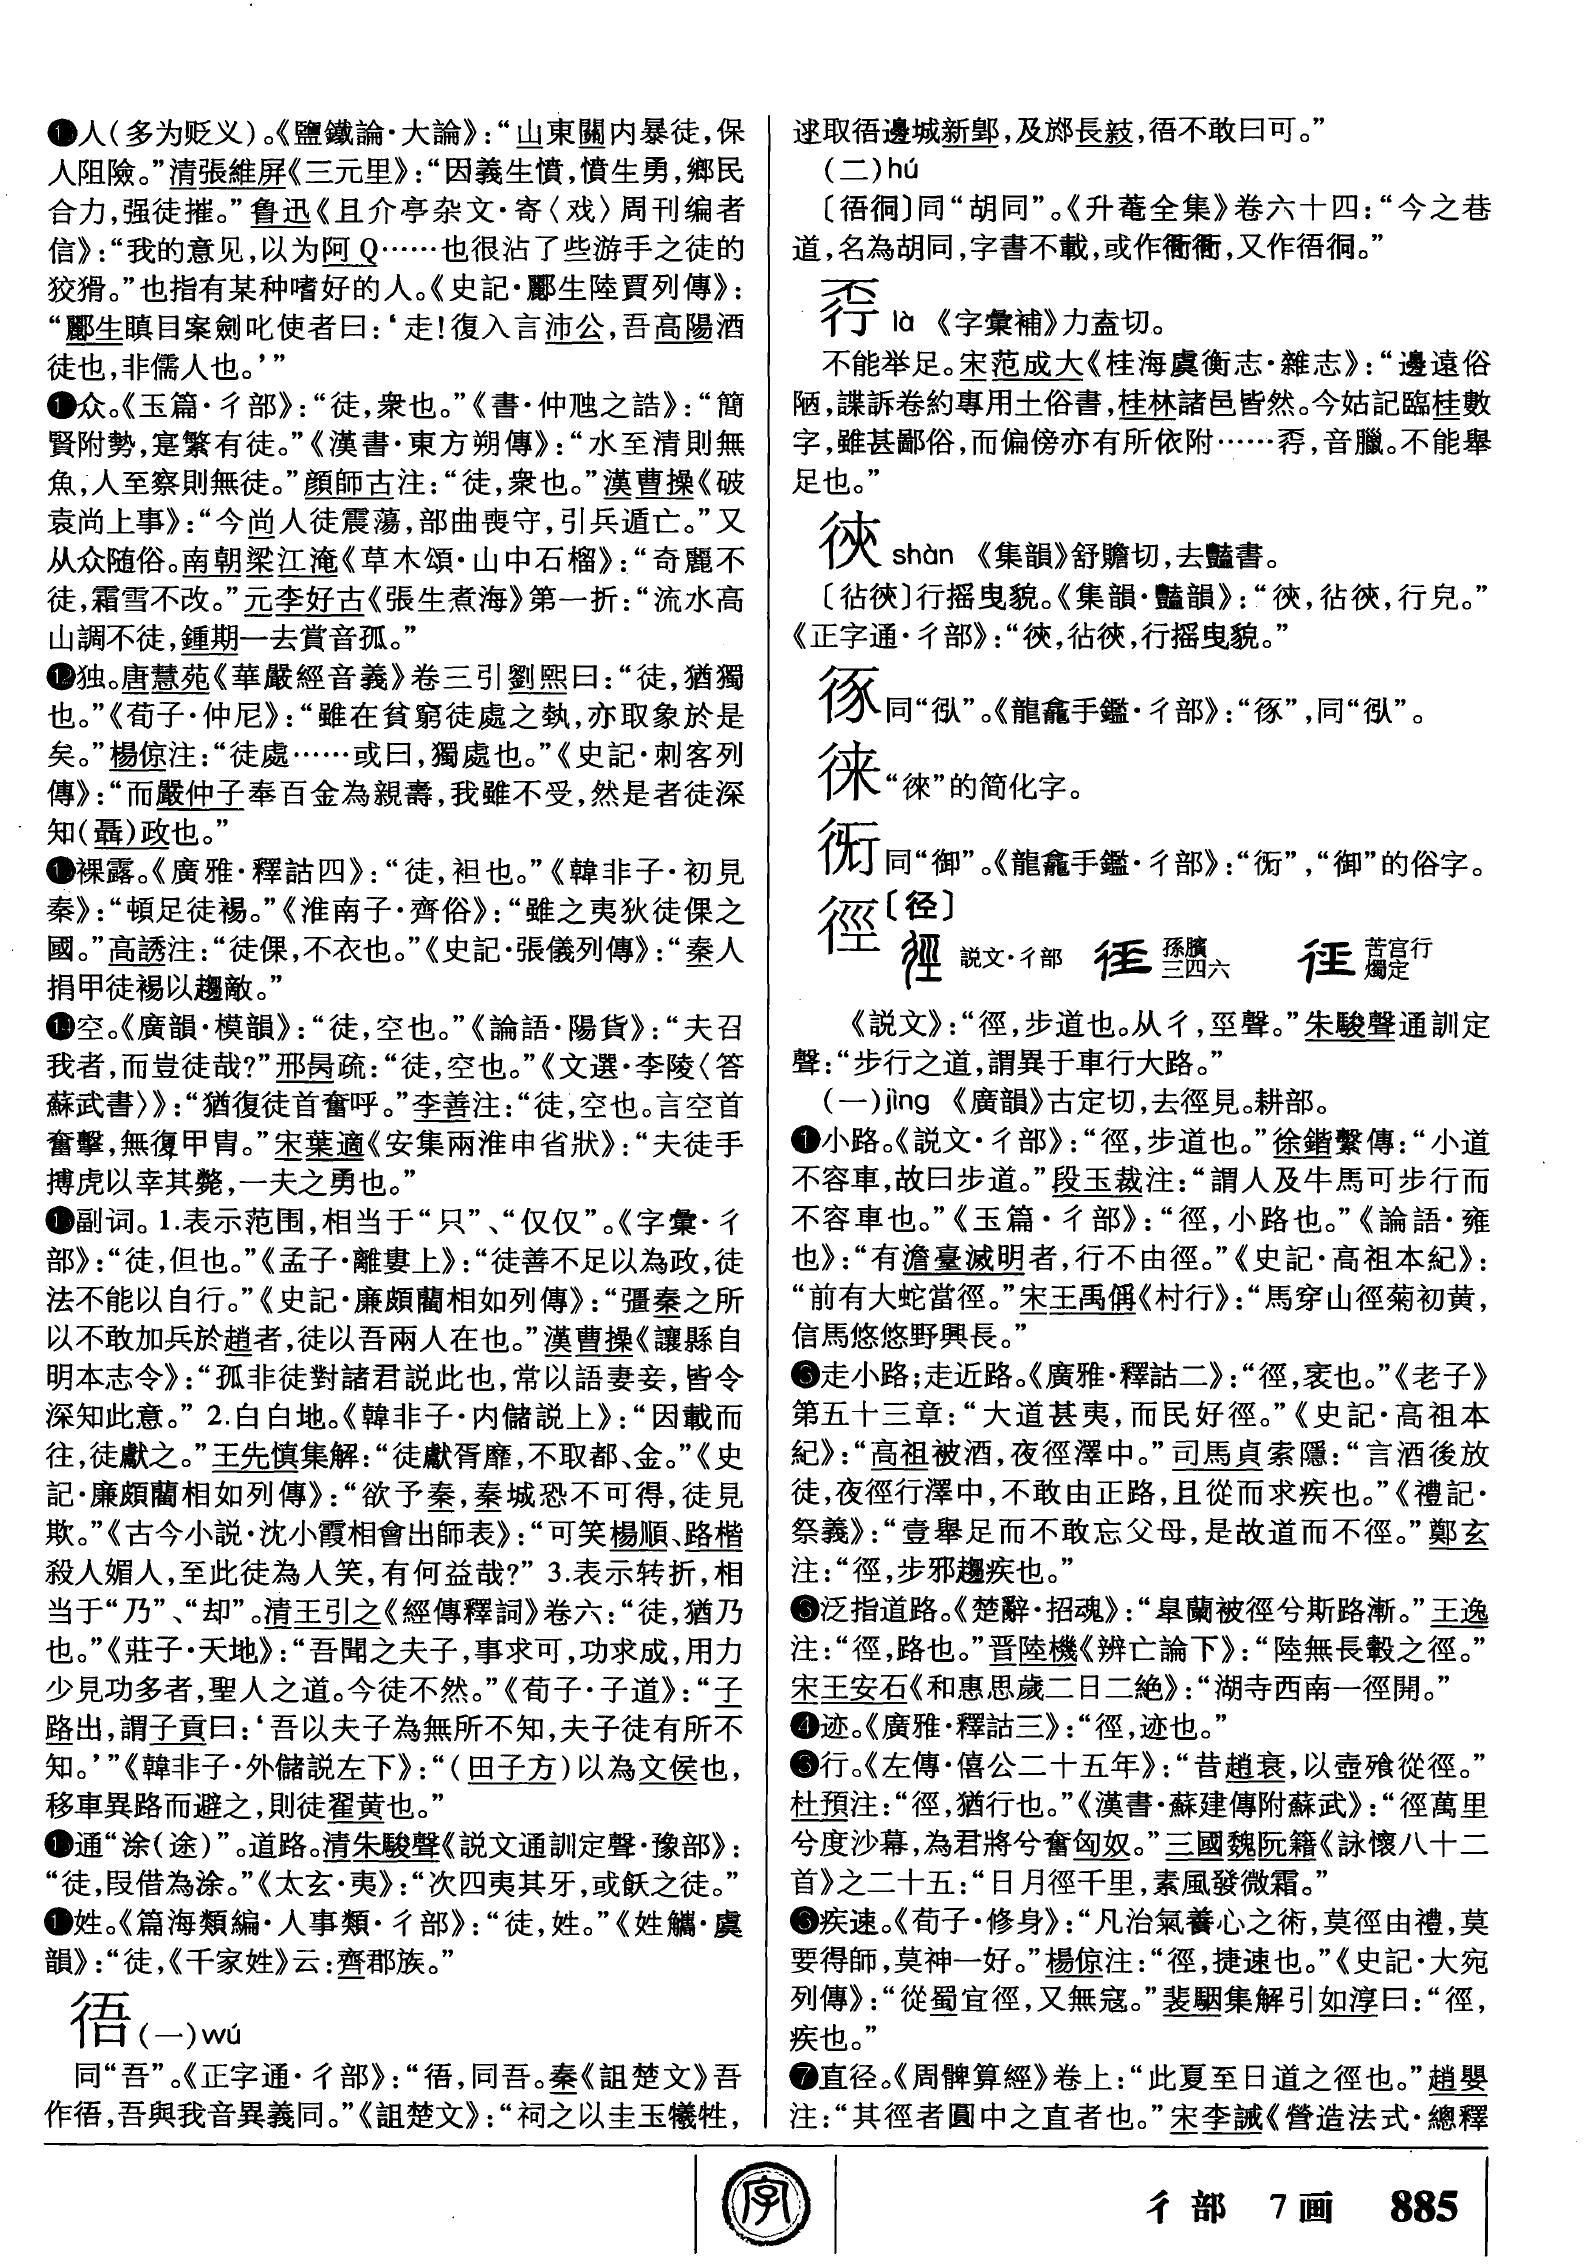 ⓫人(多为贬义)。《鹽鐵論·大論》:“山東關内暴徒,保
人阻險。”清張維屏《三元里》:“因義生憤,憤生勇,鄉民
合力,强徒摧。”魯迅《且介亭杂文·寄〈戏〉周刊编者
信》:“我的意见,以为阿Q……也很沾了些游手之徒的
狡猾。”也指有某种嗜好的人。《史記·酈生陸賈列傳》:
“酈生瞋目案劍叱使者曰:‘走!復入言沛公,吾高陽酒
徒也,非儒人也。’”
众。《玉篇·彳部》:“徒,衆也。”《書·仲虺之誥》:“簡
賢附勢,寔繁有徒。”《漢書·東方朔傳》:“水至清則無
魚,人至察則無徒。”顔師古注:“徒,衆也。”漢曹操《破
袁尚上事》:“今尚人徒震蕩,部曲喪守,引兵遁亡。”又
从众随俗。南朝梁江淹《草木頌·山中石榴》:“奇麗不
徒,霜雪不改。”元李好古《張生煮海》第一折:“流水高
山調不徒,鍾期一去賞音孤。”
⓬独。唐慧苑《華嚴經音義》卷三引劉熙曰:“徒,猶獨
也。”《荀子·仲尼》:“雖在貧窮徒處之埶,亦取象於是
矣。”楊倞注:“徒處……或曰,獨處也。”《史記·刺客列
傳》:“而嚴仲子奉百金為親壽,我雖不受,然是者徒深
知(聶)政也。”
裸露。《廣雅·釋詁四》:“徒,袒也。”《韓非子·初見
秦》:“頓足徒裼。”《淮南子·齊俗》:“雖之夷狄徒倮之
國。”高誘注:“徒倮,不衣也。”《史記·張儀列傳》:“秦人
捐甲徒裼以趨敵。”
空。《廣韻·模韻》:“徒,空也。”《論語·陽貨》:“夫召
我者,而豈徒哉?”邢昺疏:“徒,空也。”《文選·李陵〈答
蘇武書〉》:“猶復徒首奮呼。”李善注:“徒,空也。言空首
奮擊,無復甲冑。”宋葉適《安集兩淮申省狀》:“夫徒手
搏虎以幸其斃,一夫之勇也。”
副词。1.表示范围,相当于“只”、“仅仅”。《字彙·彳
部》:“徒,但也。”《孟子·離婁上》:“徒善不足以為政,徒
法不能以自行。”《史記·廉頗藺相如列傳》:“彊秦之所
以不敢加兵於趙者,徒以吾兩人在也。”漢曹操《讓縣自
明本志令》:“孤非徒對諸君説此也,常以語妻妾,皆令
深知此意。”2.白白地。《韓非子·内儲説上》:“因載而
往,徒獻之。”王先慎集解:“徒獻胥靡,不取都、金。”《史
記·廉頗藺相如列傳》:“欲予秦,秦城恐不可得,徒見
欺。”《古今小説·沈小霞相會出師表》:“可笑楊順、路楷
殺人媚人,至此徒為人笑,有何益哉?”3.表示转折,相
当于“乃”、“却”。清王引之《經傳釋詞》卷六:“徒,猶乃
也。”《莊子·天地》:“吾聞之夫子,事求可,功求成,用力
少見功多者,聖人之道。今徒不然。”《荀子·子道》:“子
路出,謂子貢曰:‘吾以夫子為無所不知,夫子徒有所不
知。’”《韓非子·外儲説左下》:“(田子方)以為文侯也,
移車異路而避之,則徒翟黄也。”
通“涂(途)”。道路。清朱駿聲《説文通訓定聲·豫部》:
“徒,叚借為涂。”《太玄·夷》:“次四夷其牙,或飫之徒。”
姓。《篇海類編·人事類·彳部》:“徒,姓。”《姓觿·虞
韻》:“徒,《千家姓》云:齊郡族。”
𢓲(一)wú
同“吾”。《正字通·彳部》:“𢓲,同吾。秦《詛楚文》吾
作𢓲,吾與我音異義同。”《詛楚文》:“祠之以圭玉犧牲,
逑取𢓲邊城新郢,及䣊長敍,𢓲不敢曰可。”
(二)hú
〔𢓲徊〕同“胡同”。《升菴全集》卷六十四:“今之巷
道,名為胡同,字書不載,或作衚衕,又作𢓲徊。”
là 《字彙補》力盍切。
不能举足。宋范成大《桂海虞衡志·雜志》:“邊遠俗
陋,諜訴卷約專用土俗書,桂林諸邑皆然。今姑記臨桂數
字,雖甚鄙俗,而偏傍亦有所依附……,音臘。不能舉
足也。”
shàn 《集韻》舒贍切,去豔書。
〔㣌〕行摇曳貌。《集韻·豔韻》:“,行皃。”
《正字通·彳部》:“,行摇曳貌。”
同“”。《龍龕手鑑·彳部》:“”,同“”。
徕“徠”的简化字。
同“御”。《龍龕手鑑·彳部》:“”,“御”的俗字。
徑〔径〕
説文·彳部 孫臏三四六 苦宫行燭定
《説文》:“徑,步道也。从彳,巠聲。”朱駿聲通訓定
聲:“步行之道,謂異于車行大路。”
(一)jìng 《廣韻》古定切,去徑見。耕部。
❶小路。《説文·彳部》:“徑,步道也。”徐鍇繫傳:“小道
不容車,故曰步道。”段玉裁注:“謂人及牛馬可步行而
不容車也。”《玉篇·彳部》:“徑,小路也。”《論語·雍
也》:“有澹臺滅明者,行不由徑。”《史記·高祖本紀》:
“前有大蛇當徑。”宋王禹偁《村行》:“馬穿山徑菊初黄,
信馬悠悠野興長。”
走小路;走近路。《廣雅·釋詁二》:“徑,衺也。”《老子》
第五十三章:“大道甚夷,而民好徑。”《史記·高祖本
紀》:“高祖被酒,夜徑澤中。”司馬貞索隱:“言酒後放
徒,夜徑行澤中,不敢由正路,且從而求疾也。”《禮記·
祭義》:“壹舉足而不敢忘父母,是故道而不徑。”鄭玄
注:“徑,步邪趨疾也。”
❸泛指道路。《楚辭·招魂》:“皐蘭被徑兮斯路漸。”王逸
注:“徑,路也。”晋陸機《辨亡論下》:“陸無長轂之徑。”
宋王安石《和惠思歲二日二絶》:“湖寺西南一徑開。”
❹迹。《廣雅·釋詁三》:“徑,迹也。”
行。《左傳·僖公二十五年》:“昔趙衰,以壺飱從徑。”
杜預注:“徑,猶行也。”《漢書·蘇建傳附蘇武》:“徑萬里
兮度沙幕,為君將兮奮匈奴。”三國魏阮籍《詠懷八十二
首》之二十五:“日月徑千里,素風發微霜。”
❻疾速。《荀子·修身》:“凡治氣養心之術,莫徑由禮,莫
要得師,莫神一好。”楊倞注:“徑,捷速也。”《史記·大宛
列傳》:“從蜀宜徑,又無寇。”裴駰集解引如淳曰:“徑,
疾也。”
❼直径。《周髀算經》卷上:“此夏至日道之徑也。”趙嬰
注:“其徑者圓中之直者也。”宋李誡《營造法式·總釋
字
彳部 7画 885